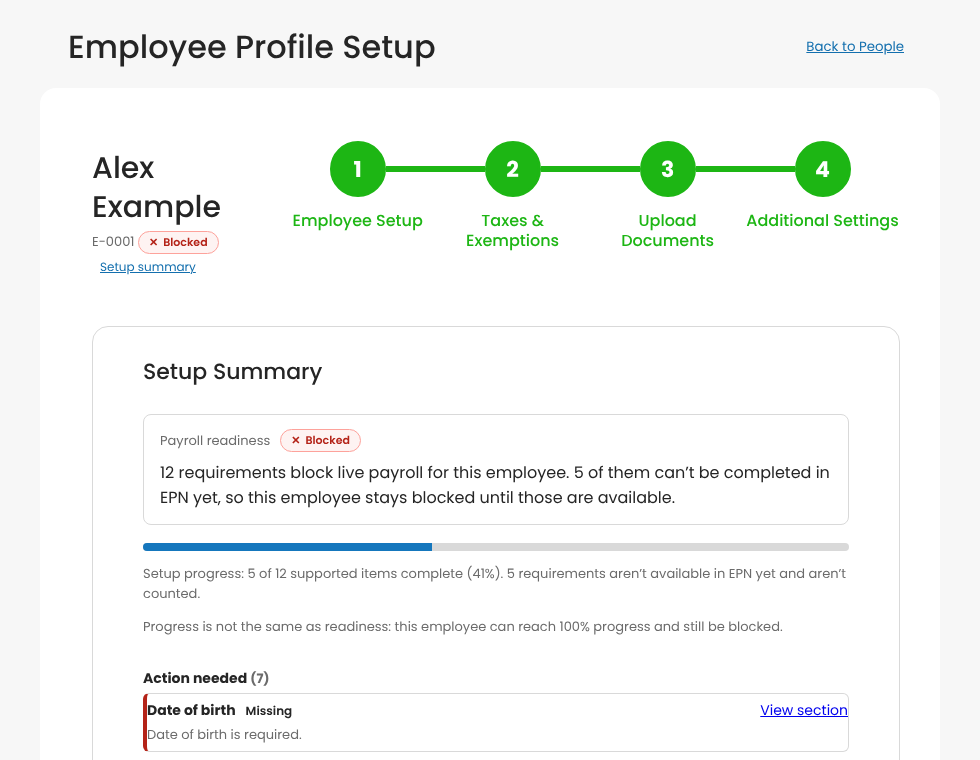 Employee Profile Setup
Back to People
Alex
Example
E-0001 ✕ Blocked
Setup summary
1
2
3
4
Employee Setup
Taxes &
Exemptions
Upload
Documents
Additional Settings
Setup Summary
Payroll readiness ✕ Blocked
12 requirements block live payroll for this employee. 5 of them can’t be completed in
EPN yet, so this employee stays blocked until those are available.
Setup progress: 5 of 12 supported items complete (41%). 5 requirements aren’t available in EPN yet and aren’t
counted.
Progress is not the same as readiness: this employee can reach 100% progress and still be blocked.
Action needed (7)
Date of birth Missing
View section
Date of birth is required.